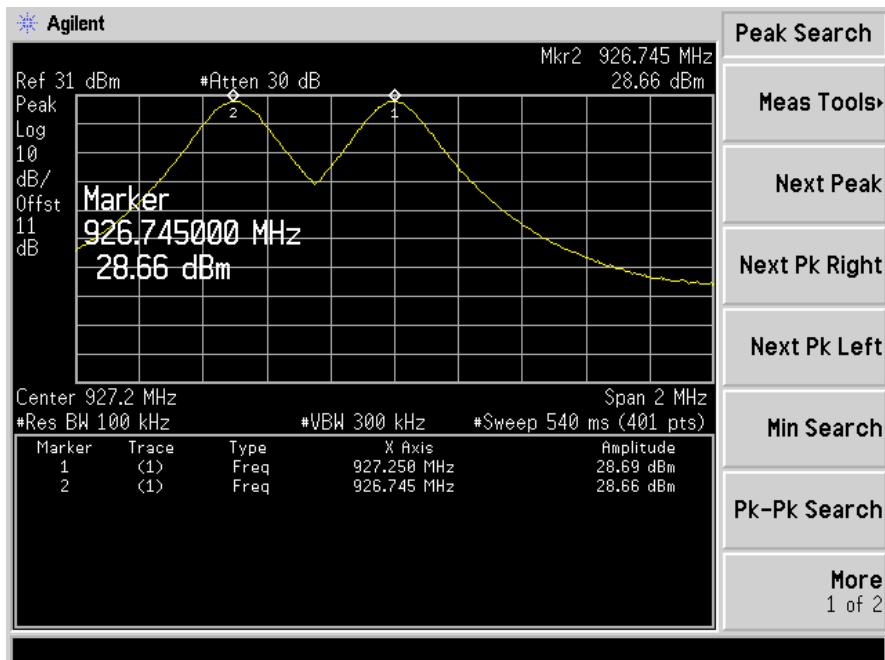 Agilent
Peak Search
Mkr2 926.745 MHz
Ref 31 dBm #Atten 30 dB 28.66 dBm
Peak
Log
10
dB/
Offst
11
dB
2
1
Marker
926.745000 MHz
28.66 dBm
Center 927.2 MHz Span 2 MHz
#Res BW 100 kHz #VBW 300 kHz #Sweep 540 ms (401 pts)
Marker Trace Type X Axis Amplitude
1 (1) Freq 927.250 MHz 28.69 dBm
2 (1) Freq 926.745 MHz 28.66 dBm
Meas Tools▸
Next Peak
Next Pk Right
Next Pk Left
Min Search
Pk-Pk Search
More
1 of 2